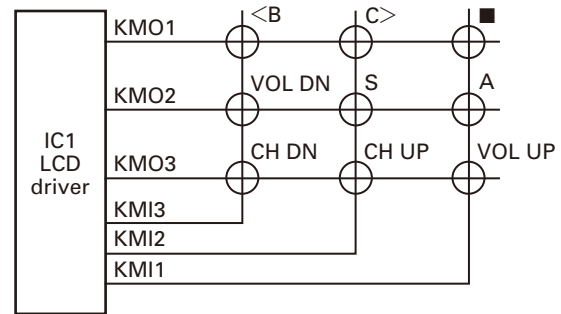 <B C> ■
KMO1
VOL DN S A
KMO2
CH DN CH UP VOL UP
KMO3
IC1
LCD
driver
KMI3
KMI2
KMI1